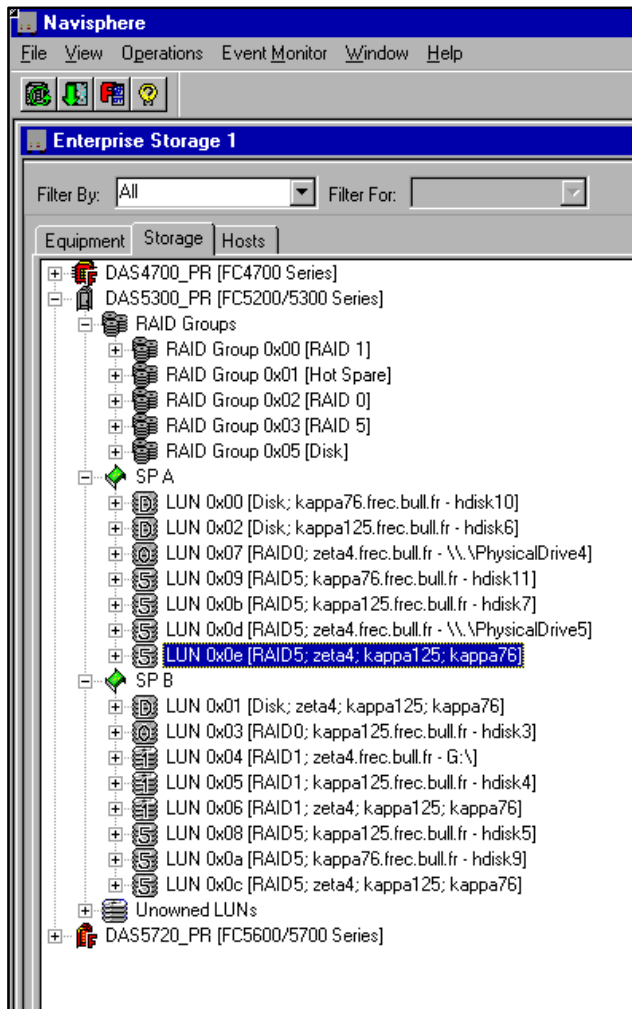 Navisphere
File View Operations Event Monitor Window Help
Enterprise Storage 1
Filter By: All Filter For:
Equipment Storage Hosts
DAS4700_PR [FC4700 Series]
DAS5300_PR [FC5200/5300 Series]
RAID Groups
RAID Group 0x00 [RAID 1]
RAID Group 0x01 [Hot Spare]
RAID Group 0x02 [RAID 0]
RAID Group 0x03 [RAID 5]
RAID Group 0x05 [Disk]
SP A
LUN 0x00 [Disk; kappa76.frec.bull.fr - hdisk10]
LUN 0x02 [Disk; kappa125.frec.bull.fr - hdisk6]
LUN 0x07 [RAID0; zeta4.frec.bull.fr - \\.\PhysicalDrive4]
LUN 0x09 [RAID5; kappa76.frec.bull.fr - hdisk11]
LUN 0x0b [RAID5; kappa125.frec.bull.fr - hdisk7]
LUN 0x0d [RAID5; zeta4.frec.bull.fr - \\.\PhysicalDrive5]
LUN 0x0e [RAID5; zeta4; kappa125; kappa76]
SP B
LUN 0x01 [Disk; zeta4; kappa125; kappa76]
LUN 0x03 [RAID0; kappa125.frec.bull.fr - hdisk3]
LUN 0x04 [RAID1; zeta4.frec.bull.fr - G:\]
LUN 0x05 [RAID1; kappa125.frec.bull.fr - hdisk4]
LUN 0x06 [RAID1; zeta4; kappa125; kappa76]
LUN 0x08 [RAID5; kappa125.frec.bull.fr - hdisk5]
LUN 0x0a [RAID5; kappa76.frec.bull.fr - hdisk9]
LUN 0x0c [RAID5; zeta4; kappa125; kappa76]
Unowned LUNs
DAS5720_PR [FC5600/5700 Series]